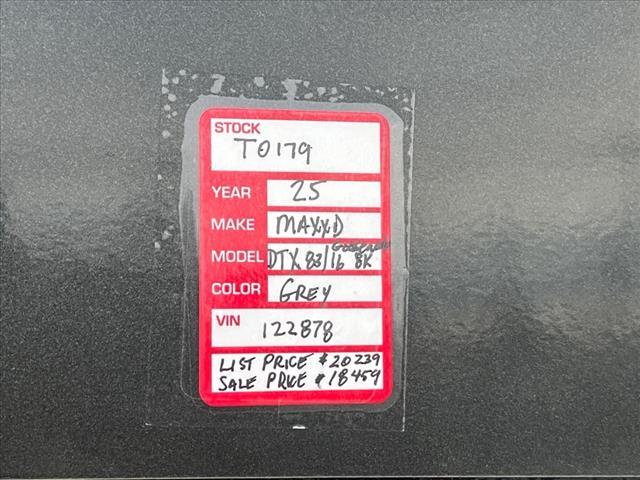 STOCK
T0179
YEAR 25
MAKE MAXXD
GOOSENECK
MODEL DTX 83/16 8K
COLOR GREY
VIN
122878
LIST PRICE $20239
SALE PRICE $18459